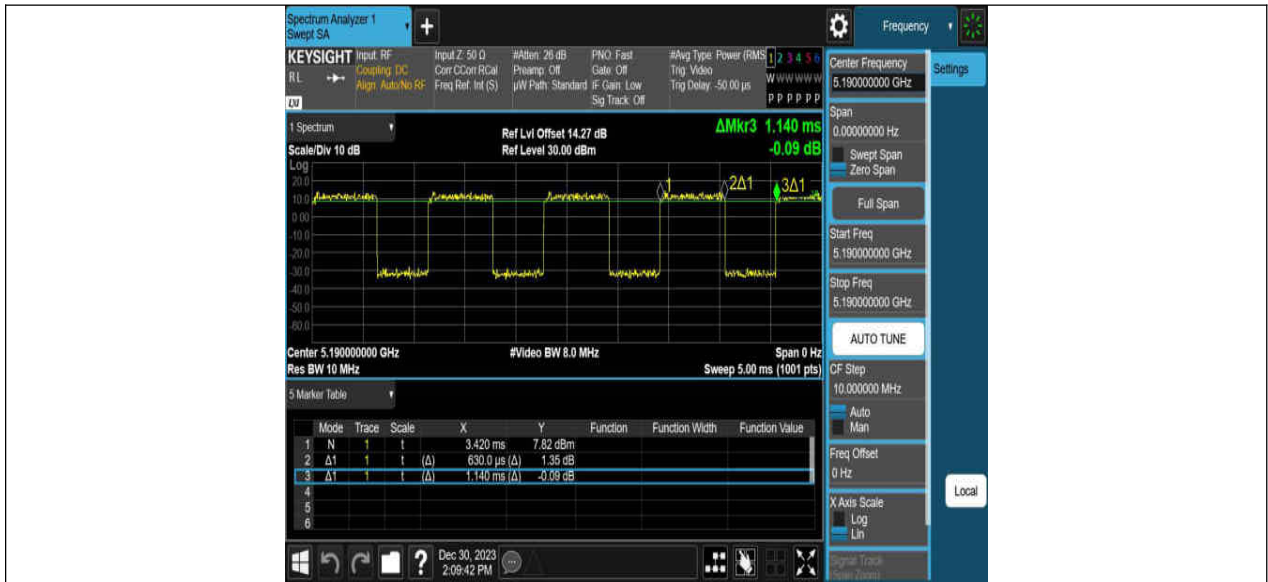 Spectrum Analyzer 1
Swept SA
+
Frequency
KEYSIGHT
RL
Input: RF
Coupling: DC
Align: Auto/No RF
Input Z: 50 Ω
Corr CCorr RCal
Freq Ref: Int (S)
#Atten: 26 dB
Preamp: Off
µW Path: Standard
PNO: Fast
Gate: Off
IF Gain: Low
Sig Track: Off
#Avg Type: Power (RMS
Trig: Video
Trig Delay: -50.00 µs
1 2 3 4 5 6
W W W W W W
P P P P P P
1 Spectrum
Scale/Div 10 dB
Ref Lvl Offset 14.27 dB
Ref Level 30.00 dBm
ΔMkr3 1.140 ms
-0.09 dB
Log
20.0
10.0
0.00
-10.0
-20.0
-30.0
-40.0
-50.0
-60.0
1
2Δ1
3Δ1
Center 5.190000000 GHz
#Video BW 8.0 MHz
Span 0 Hz
Res BW 10 MHz
Sweep 5.00 ms (1001 pts)
5 Marker Table
Mode Trace Scale X Y Function Function Width Function Value
1 N 1 t 3.420 ms 7.82 dBm
2 Δ1 1 t (Δ) 630.0 µs (Δ) 1.35 dB
3 Δ1 1 t (Δ) 1.140 ms (Δ) -0.09 dB
4
5
6
? Dec 30, 2023
2:09:42 PM
Center Frequency
5.190000000 GHz
Settings
Span
0.00000000 Hz
Swept Span
Zero Span
Full Span
Start Freq
5.190000000 GHz
Stop Freq
5.190000000 GHz
AUTO TUNE
CF Step
10.000000 MHz
Auto
Man
Freq Offset
0 Hz
X Axis Scale
Log
Lin
Signal Track
(Span Zoom)
Local